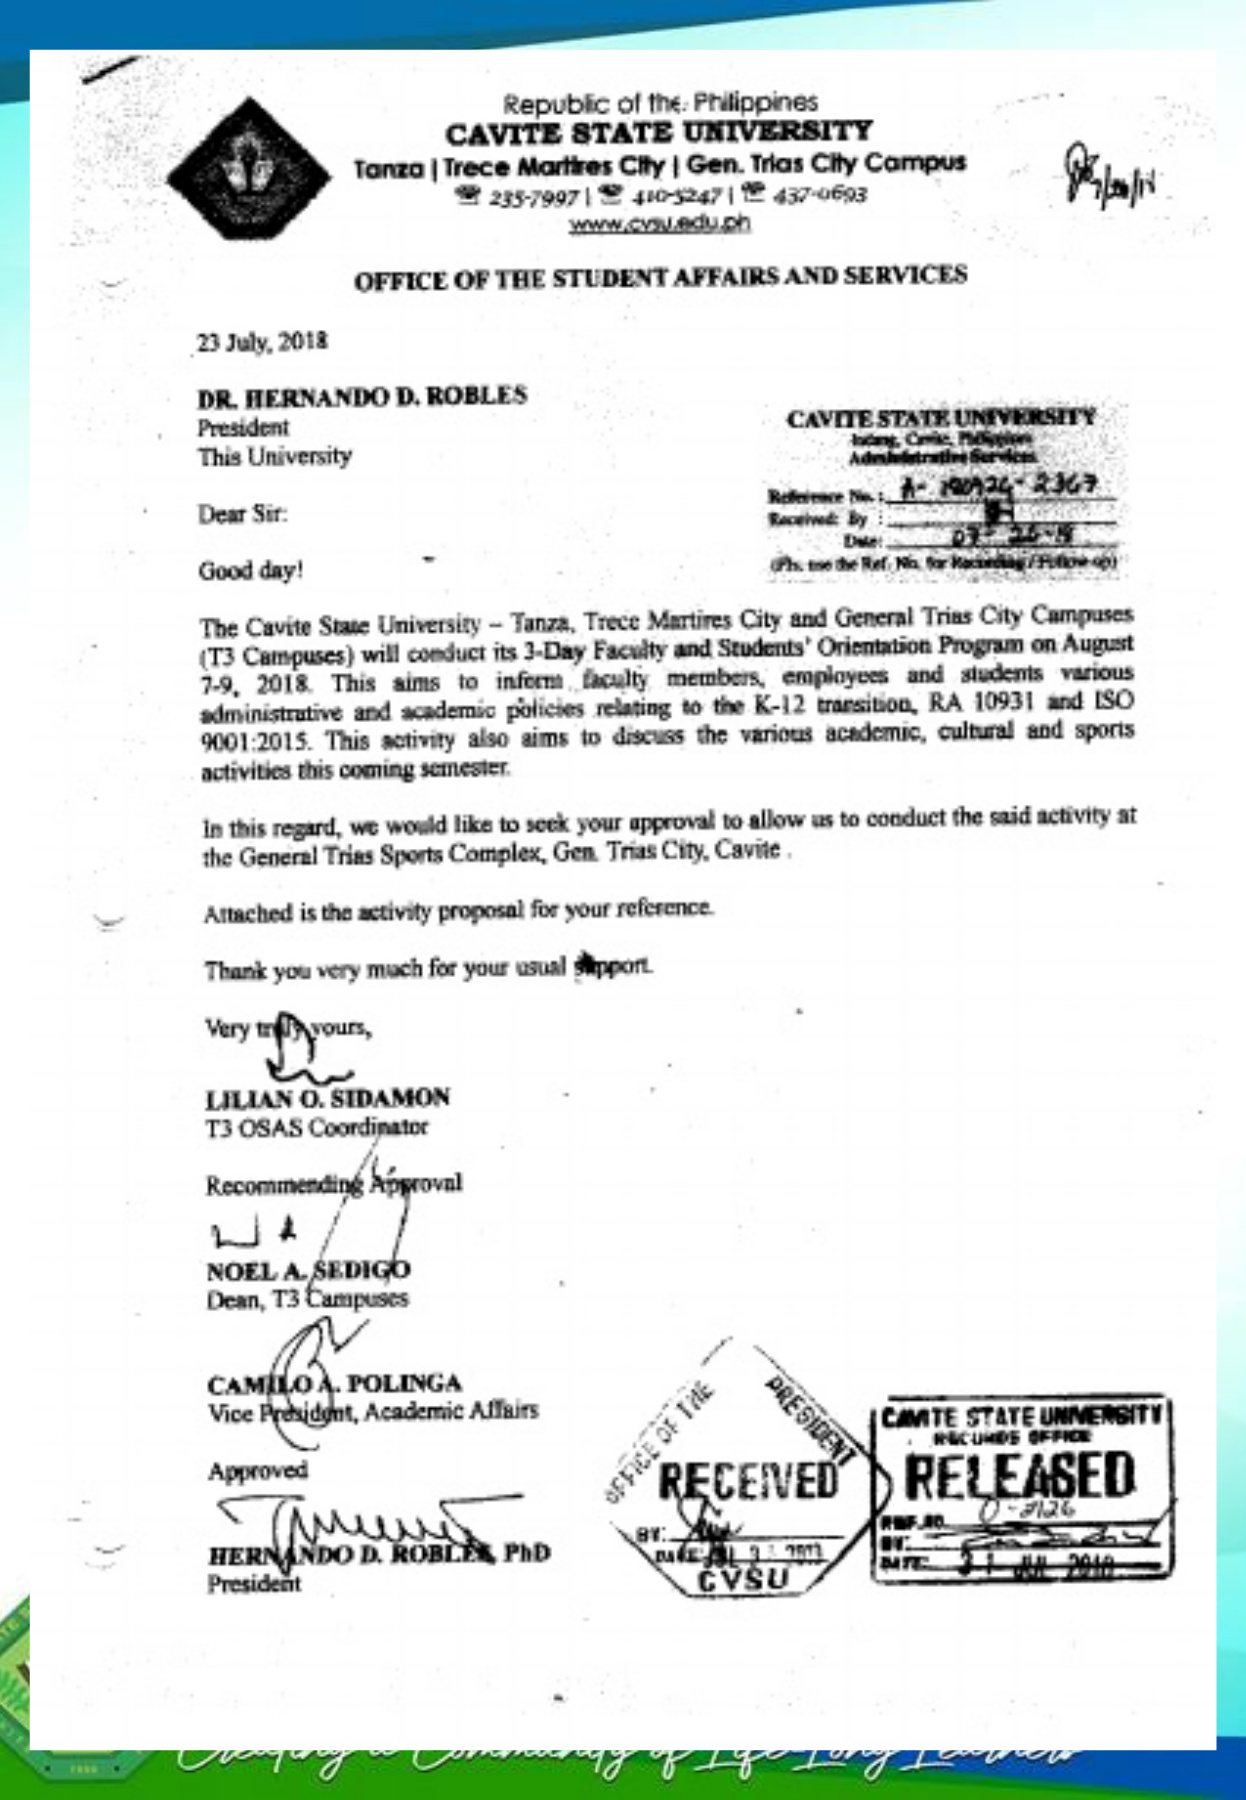 Republic of the Philippines
CAVITE STATE UNIVERSITY
Tanza | Trece Martires City | Gen. Trias City Campus
☏ 235-7997 | ☏ 410-5247 | ☏ 437-0693
www.cvsu.edu.ph
OFFICE OF THE STUDENT AFFAIRS AND SERVICES
23 July, 2018
DR. HERNANDO D. ROBLES
President
This University
CAVITE STATE UNIVERSITY
Indang, Cavite, Philippines
Administrative Services
Reference No. :
Received: By :
Date: 07-26-18
(Pls. use the Ref. No. for Recording / Follow-up)
Dear Sir:
Good day!
The Cavite State University – Tanza, Trece Martires City and General Trias City Campuses
(T3 Campuses) will conduct its 3-Day Faculty and Students' Orientation Program on August
7-9, 2018. This aims to inform faculty members, employees and students various
administrative and academic policies relating to the K-12 transition, RA 10931 and ISO
9001:2015. This activity also aims to discuss the various academic, cultural and sports
activities this coming semester.
In this regard, we would like to seek your approval to allow us to conduct the said activity at
the General Trias Sports Complex, Gen. Trias City, Cavite .
Attached is the activity proposal for your reference.
Thank you very much for your usual support.
Very truly yours,
LILIAN O. SIDAMON
T3 OSAS Coordinator
Recommending Approval
NOEL A. SEDIGO
Dean, T3 Campuses
CAMILO A. POLINGA
Vice President, Academic Affairs
Approved
HERNANDO D. ROBLES, PhD
President
OFFICE OF THE PRESIDENT
RECEIVED
BY:
DATE:
CVSU
CAVITE STATE UNIVERSITY
RECORDS OFFICE
RELEASED
REF. NO. 0-2126
BY:
DATE: 31 JUL 2018
Creating a Community of Life-Long Learners